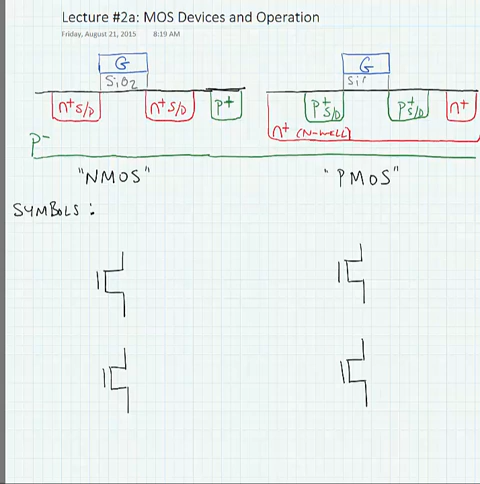 Lecture #2a: MOS Devices and Operation
Friday, August 21, 2015 8:19 AM
G G
SiO2 Si
n+ S/D n+ S/D p+ p+ S/D p+ S/D n+
p- n+ (N-WELL)
"NMOS" "PMOS"
SYMBOLS: